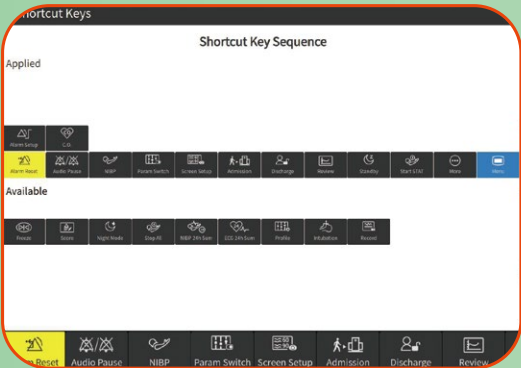 Shortcut Keys
Shortcut Key Sequence
Applied
Alarm Setup C.O.
Alarm Reset Audio Pause NIBP Param Switch Screen Setup Admission Discharge Review Standby Start STAT More Menu
Available
Freeze Score Night Mode Stop All NIBP 24h Sum ECG 24h Sum Profile Intubation Record
Alarm Reset Audio Pause NIBP Param Switch Screen Setup Admission Discharge Review